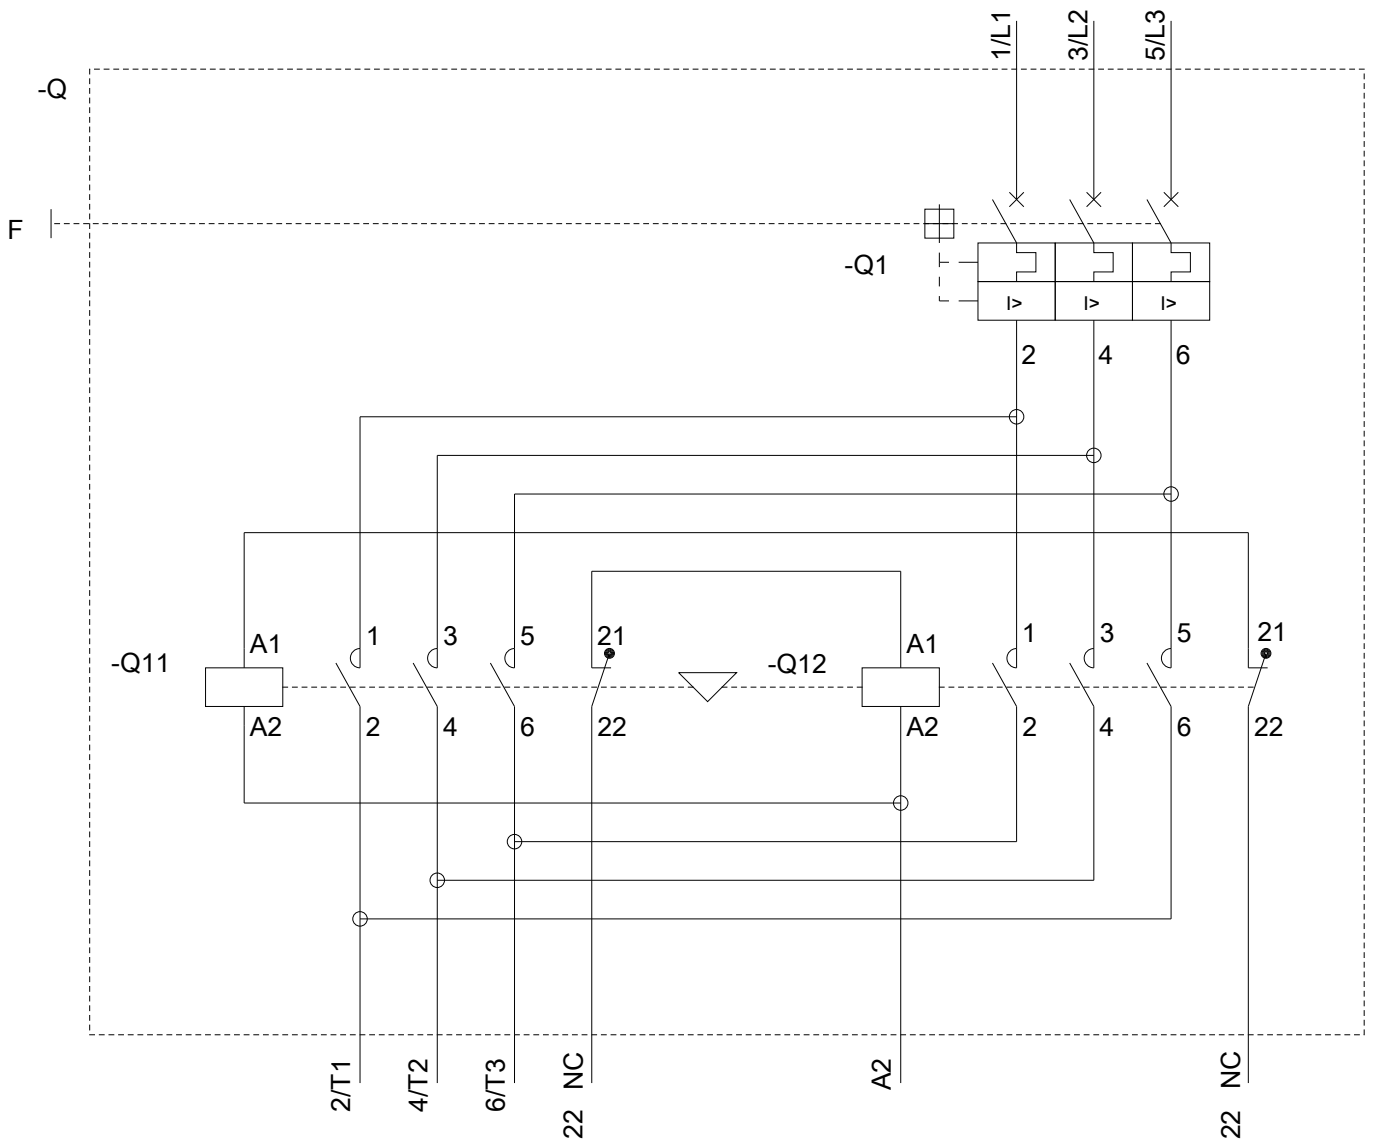 1/L1 3/L2 5/L3
-Q
F
-Q1
I> I> I>
2 4 6
-Q11 A1 1 3 5 21 -Q12 A1 1 3 5 21
A2 2 4 6 22 A2 2 4 6 22
2/T1 4/T2 6/T3 22 NC A2 22 NC